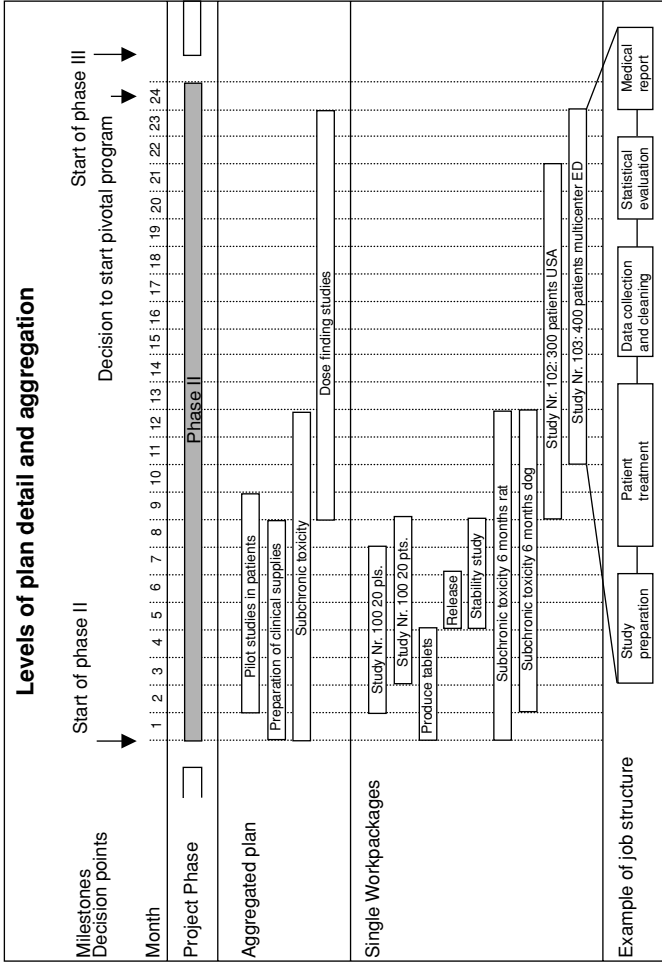 Levels of plan detail and aggregation
Milestones
Decision points
Start of phase II
Start of phase III
Decision to start pivotal program
Month
1 2 3 4 5 6 7 8 9 10 11 12 13 14 15 16 17 18 19 20 21 22 23 24
Project Phase
Phase II
Aggregated plan
Pilot studies in patients
Preparation of clinical supplies
Subchronic toxicity
Dose finding studies
Single Workpackages
Study Nr. 100 20 pls.
Study Nr. 100 20 pts.
Produce tablets
Release
Stability study
Subchronic toxicity 6 months rat
Subchronic toxicity 6 months dog
Study Nr. 102: 300 patients USA
Study Nr. 103: 400 patients multicenter ED
Example of job structure
Study
preparation
Patient
treatment
Data collection
and cleaning
Statistical
evaluation
Medical
report